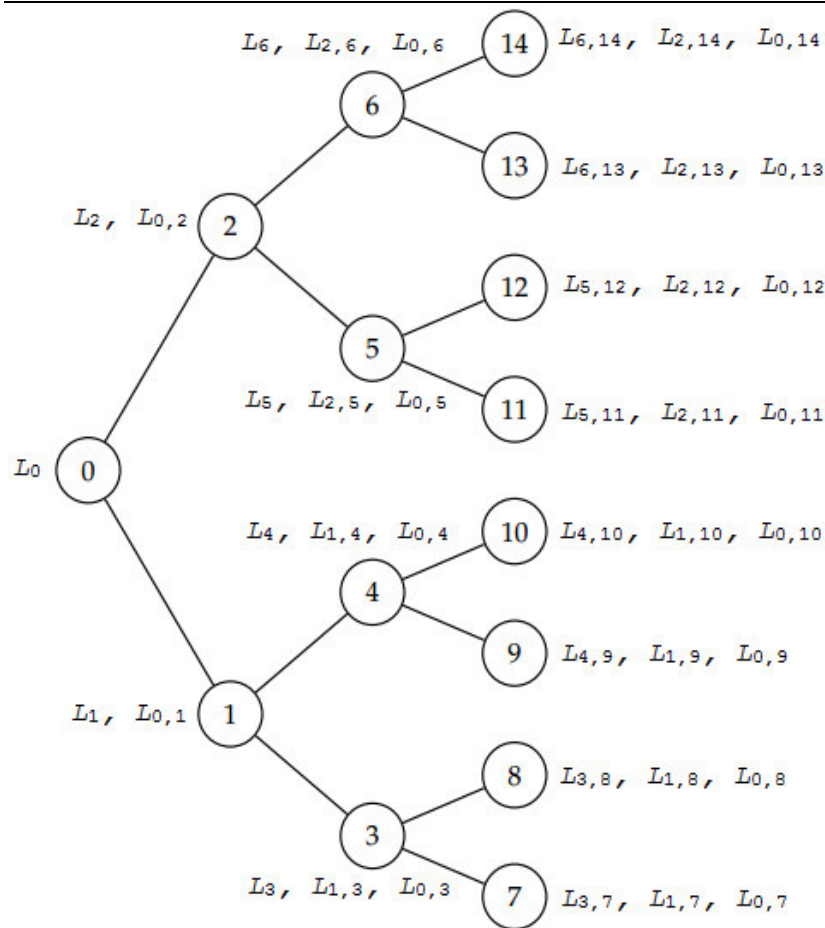 L6, L2,6, L0,6
14
L6,14, L2,14, L0,14
6
13
L6,13, L2,13, L0,13
L2, L0,2
2
12
L5,12, L2,12, L0,12
5
L5, L2,5, L0,5
11
L5,11, L2,11, L0,11
L0
0
L4, L1,4, L0,4
10
L4,10, L1,10, L0,10
4
9
L4,9, L1,9, L0,9
L1, L0,1
1
8
L3,8, L1,8, L0,8
3
L3, L1,3, L0,3
7
L3,7, L1,7, L0,7